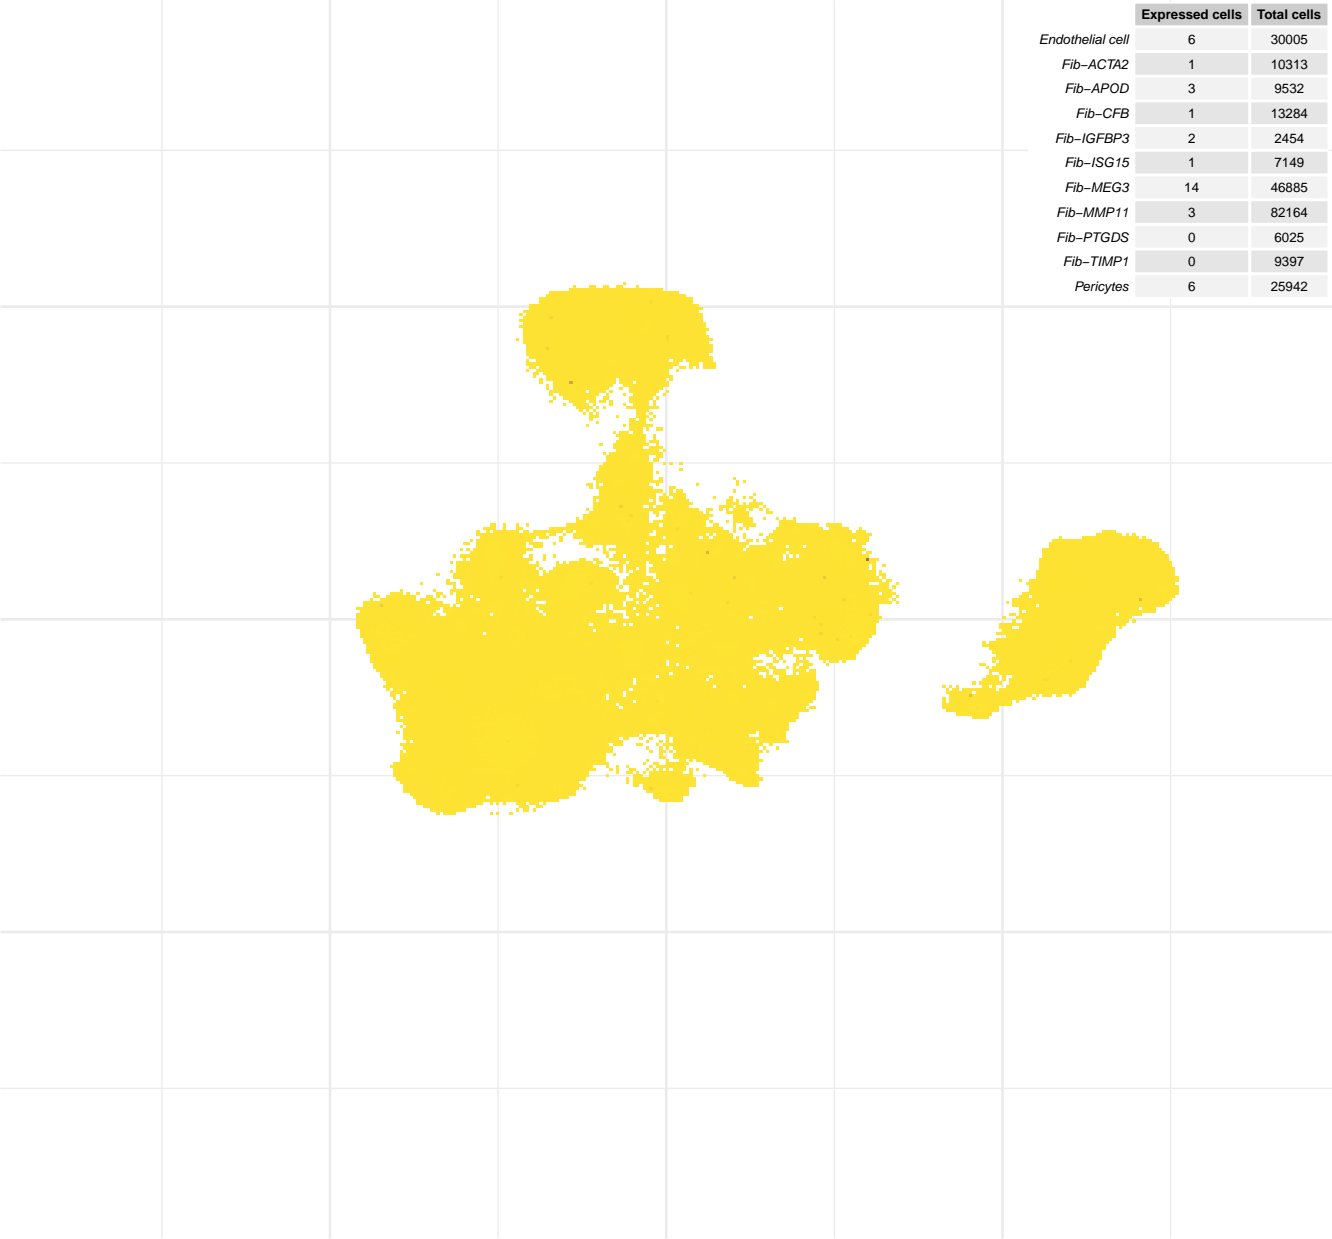 Expressed cells Total cells
Endothelial cell 6 30005
Fib−ACTA2 1 10313
Fib−APOD 3 9532
Fib−CFB 1 13284
Fib−IGFBP3 2 2454
Fib−ISG15 1 7149
Fib−MEG3 14 46885
Fib−MMP11 3 82164
Fib−PTGDS 0 6025
Fib−TIMP1 0 9397
Pericytes 6 25942